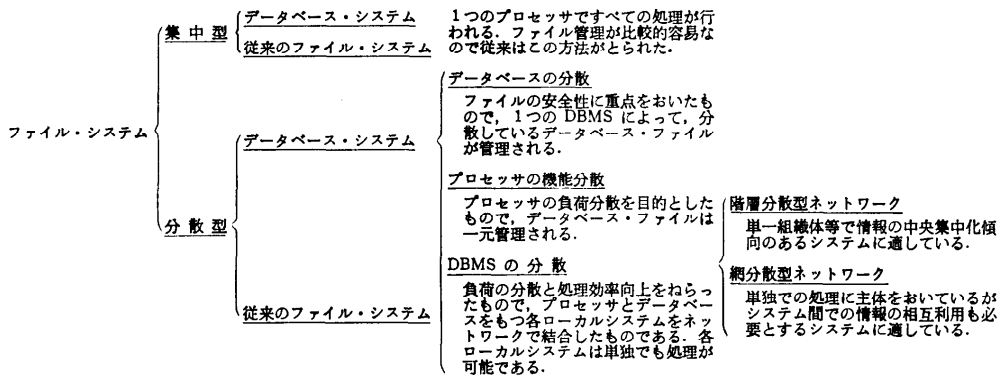 ファイル・システム
集中型
データベース・システム
従来のファイル・システム
1つのプロセッサですべての処理が行
われる．ファイル管理が比較的容易な
ので従来はこの方法がとられた．
分散型
データベース・システム
従来のファイル・システム
データベースの分散
ファイルの安全性に重点をおいたも
ので，1つの DBMS によって，分
散しているデータベース・ファイル
が管理される．
プロセッサの機能分散
プロセッサの負荷分散を目的とした
もので，データベース・ファイルは
一元管理される．
DBMS の分散
負荷の分散と処理効率向上をねらっ
たもので，プロセッサとデータベー
スをもつ各ローカルシステムをネッ
トワークで結合したものである．各
ローカルシステムは単独でも処理が
可能である．
階層分散型ネットワーク
単一組織体等で情報の中央集中化傾
向のあるシステムに適している．
網分散型ネットワーク
単独での処理に主体をおいているが
システム間での情報の相互利用も必
要とするシステムに適している．